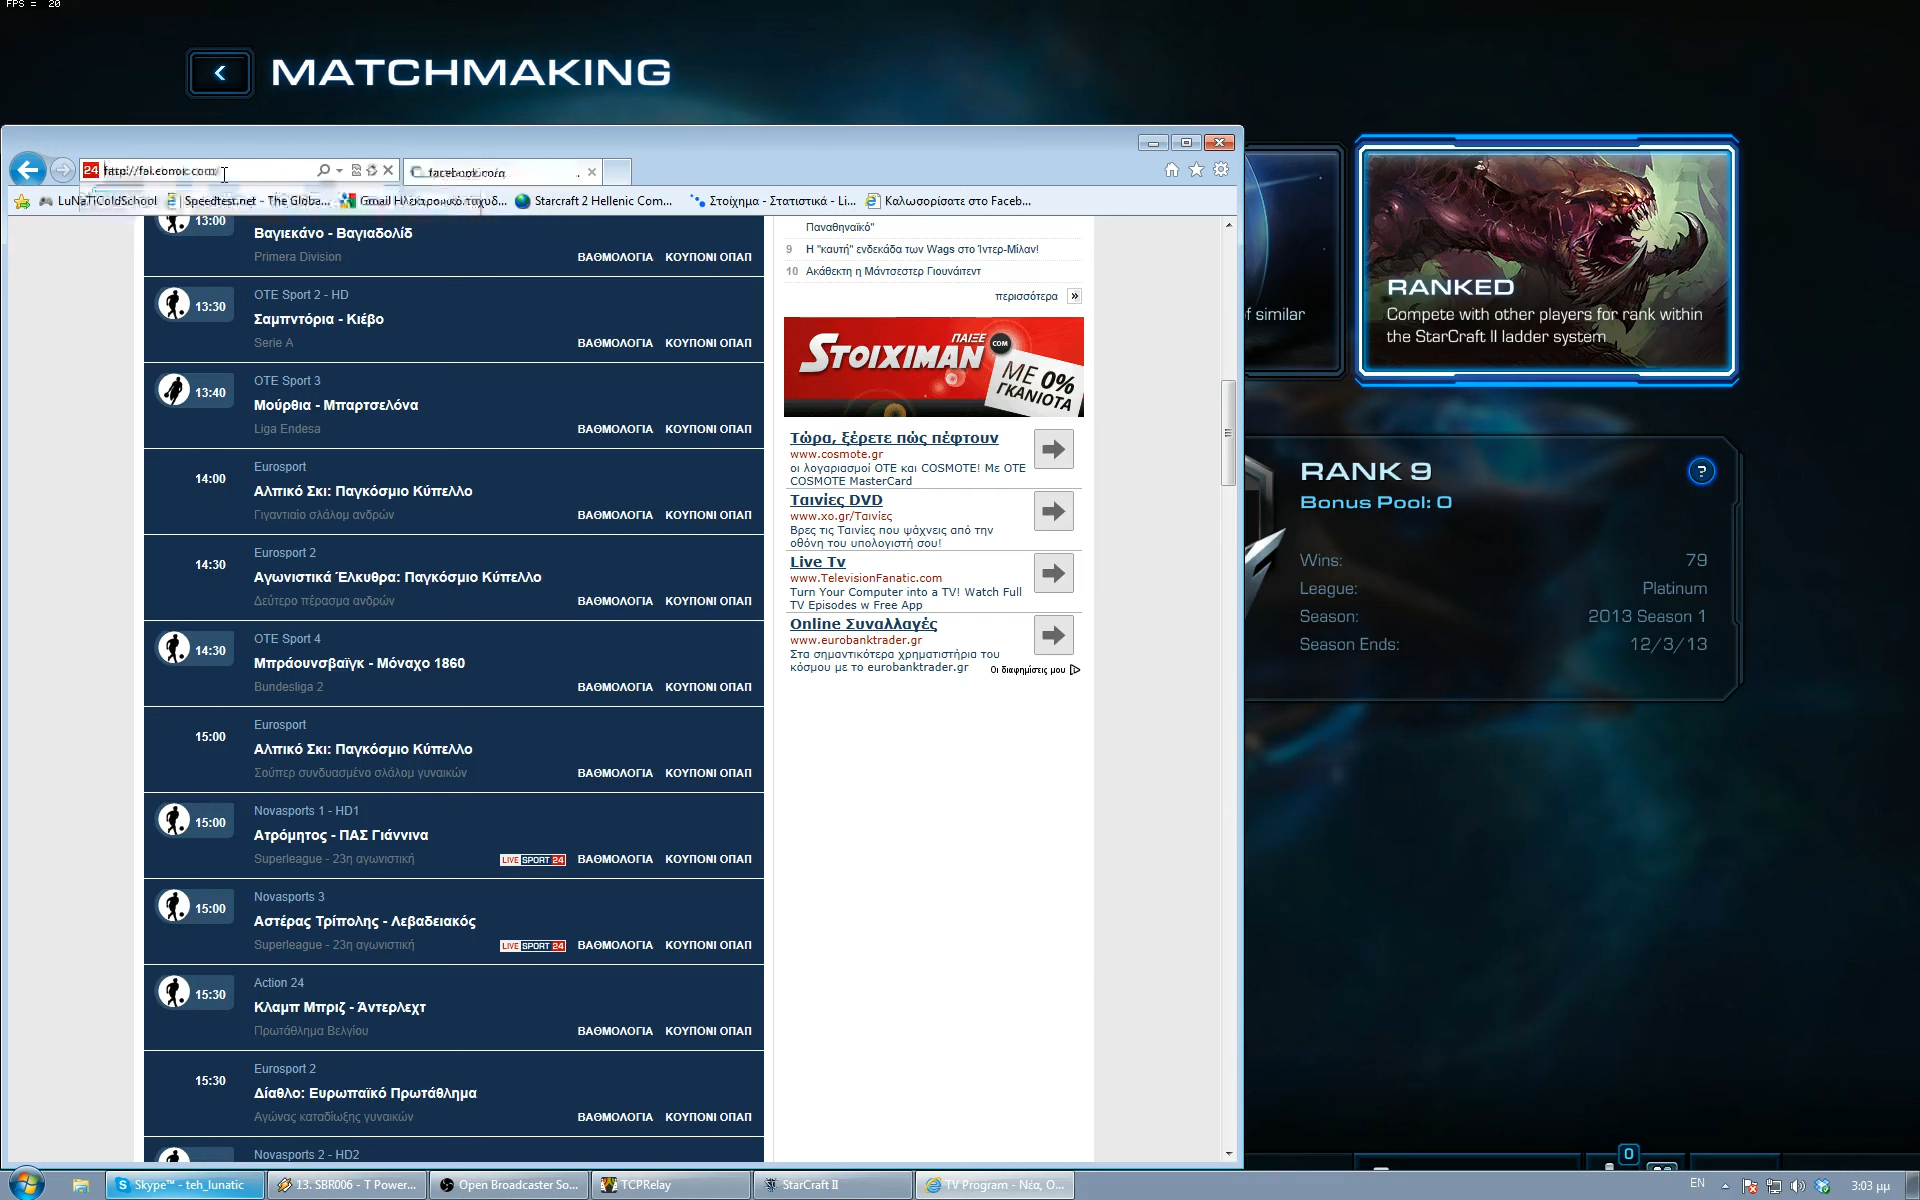 FPS = 20
MATCHMAKING
24
LuNaTiColdSchool
Speedtest.net - The Globa...
Gmail Ηλεκτρονικό ταχυδ...
Starcraft 2 Hellenic Com...
Στοίχημα - Στατιστικά - Li...
Καλωσορίσατε στο Faceb...
13:00
Βαγιεκάνο - Βαγιαδολίδ
Primera Division
ΒΑΘΜΟΛΟΓΙΑ ΚΟΥΠΟΝΙ ΟΠΑΠ
OTE Sport 2 - HD
13:30
Σαμπντόρια - Κιέβο
Serie A
ΒΑΘΜΟΛΟΓΙΑ ΚΟΥΠΟΝΙ ΟΠΑΠ
OTE Sport 3
13:40
Μούρθια - Μπαρτσελόνα
Liga Endesa
ΒΑΘΜΟΛΟΓΙΑ ΚΟΥΠΟΝΙ ΟΠΑΠ
Eurosport
14:00
Αλπικό Σκι: Παγκόσμιο Κύπελλο
Γιγαντιαίο σλάλομ ανδρών
ΒΑΘΜΟΛΟΓΙΑ ΚΟΥΠΟΝΙ ΟΠΑΠ
Eurosport 2
14:30
Αγωνιστικά Έλκυθρα: Παγκόσμιο Κύπελλο
Δεύτερο πέρασμα ανδρών
ΒΑΘΜΟΛΟΓΙΑ ΚΟΥΠΟΝΙ ΟΠΑΠ
OTE Sport 4
14:30
Μπράουνσβαϊγκ - Μόναχο 1860
Bundesliga 2
ΒΑΘΜΟΛΟΓΙΑ ΚΟΥΠΟΝΙ ΟΠΑΠ
Eurosport
15:00
Αλπικό Σκι: Παγκόσμιο Κύπελλο
Σούπερ συνδυασμένο σλάλομ γυναικών
ΒΑΘΜΟΛΟΓΙΑ ΚΟΥΠΟΝΙ ΟΠΑΠ
Novasports 1 - HD1
15:00
Ατρόμητος - ΠΑΣ Γιάννινα
Superleague - 23η αγωνιστική
LIVE SPORT 24 ΒΑΘΜΟΛΟΓΙΑ ΚΟΥΠΟΝΙ ΟΠΑΠ
Novasports 3
15:00
Αστέρας Τρίπολης - Λεβαδειακός
Superleague - 23η αγωνιστική
LIVE SPORT 24 ΒΑΘΜΟΛΟΓΙΑ ΚΟΥΠΟΝΙ ΟΠΑΠ
Action 24
15:30
Κλαμπ Μπριζ - Άντερλεχτ
Πρωτάθλημα Βελγίου
ΒΑΘΜΟΛΟΓΙΑ ΚΟΥΠΟΝΙ ΟΠΑΠ
Eurosport 2
15:30
Δίαθλο: Ευρωπαϊκό Πρωτάθλημα
Αγώνας καταδίωξης γυναικών
ΒΑΘΜΟΛΟΓΙΑ ΚΟΥΠΟΝΙ ΟΠΑΠ
Novasports 2 - HD2
Παναθηναϊκό"
9 Η "καυτή" ενδεκάδα των Wags στο Ίντερ-Μίλαν!
10 Ακάθεκτη η Μάντσεστερ Γιουνάιτεντ
περισσότερα »
ΠΑΙΞΕ
STOIXIMAN COM
ΜΕ 0%
ΓΚΑΝΙΟΤΑ
Τώρα, ξέρετε πώς πέφτουν
www.cosmote.gr
οι λογαριασμοί ΟΤΕ και COSMOTE! Με ΟΤΕ
COSMOTE MasterCard
Ταινίες DVD
www.xo.gr/Ταινίες
Βρες τις Ταινίες που ψάχνεις από την
οθόνη του υπολογιστή σου!
Live Tv
www.TelevisionFanatic.com
Turn Your Computer into a TV! Watch Full
TV Episodes w Free App
Online Συναλλαγές
www.eurobanktrader.gr
Στα σημαντικότερα χρηματιστήρια του
κόσμου με το eurobanktrader.gr
Οι διαφημίσεις μου
f similar
RANKED
Compete with other players for rank within
the StarCraft II ladder system
RANK 9
?
Bonus Pool: 0
Wins: 79
League: Platinum
Season: 2013 Season 1
Season Ends: 12/3/13
0
Skype™ - teh_lunatic
13. SBR006 - T Power...
Open Broadcaster So...
TCPRelay
StarCraft II
TV Program - Νέα, Ο...
EN
3:03 μμ